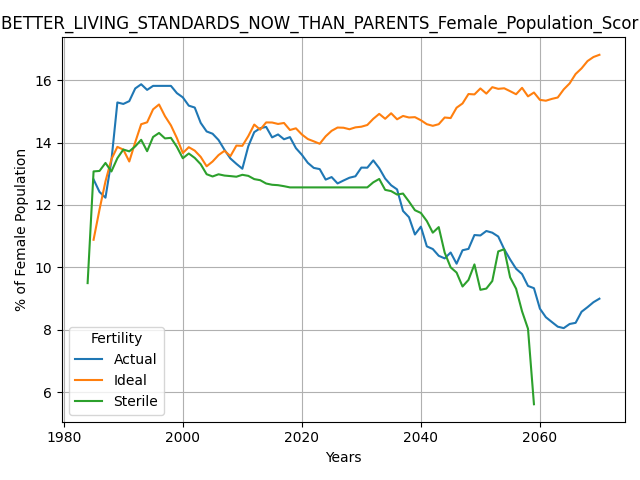 BETTER_LIVING_STANDARDS_NOW_THAN_PARENTS_Female_Population_Scor
16
14
12
10
8
6
% of Female Population
Fertility
Actual
Ideal
Sterile
1980 2000 2020 2040 2060
Years